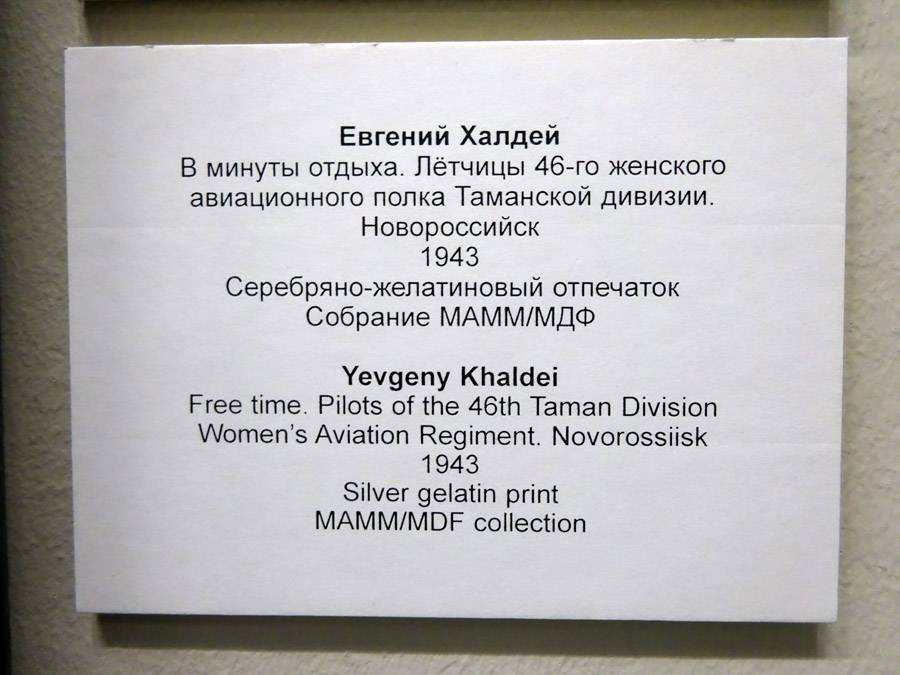 Евгений Халдей
В минуты отдыха. Лётчицы 46-го женского
авиационного полка Таманской дивизии.
Новороссийск
1943
Серебряно-желатиновый отпечаток
Собрание МАММ/МДФ
Yevgeny Khaldei
Free time. Pilots of the 46th Taman Division
Women's Aviation Regiment. Novorossiisk
1943
Silver gelatin print
MAMM/MDF collection